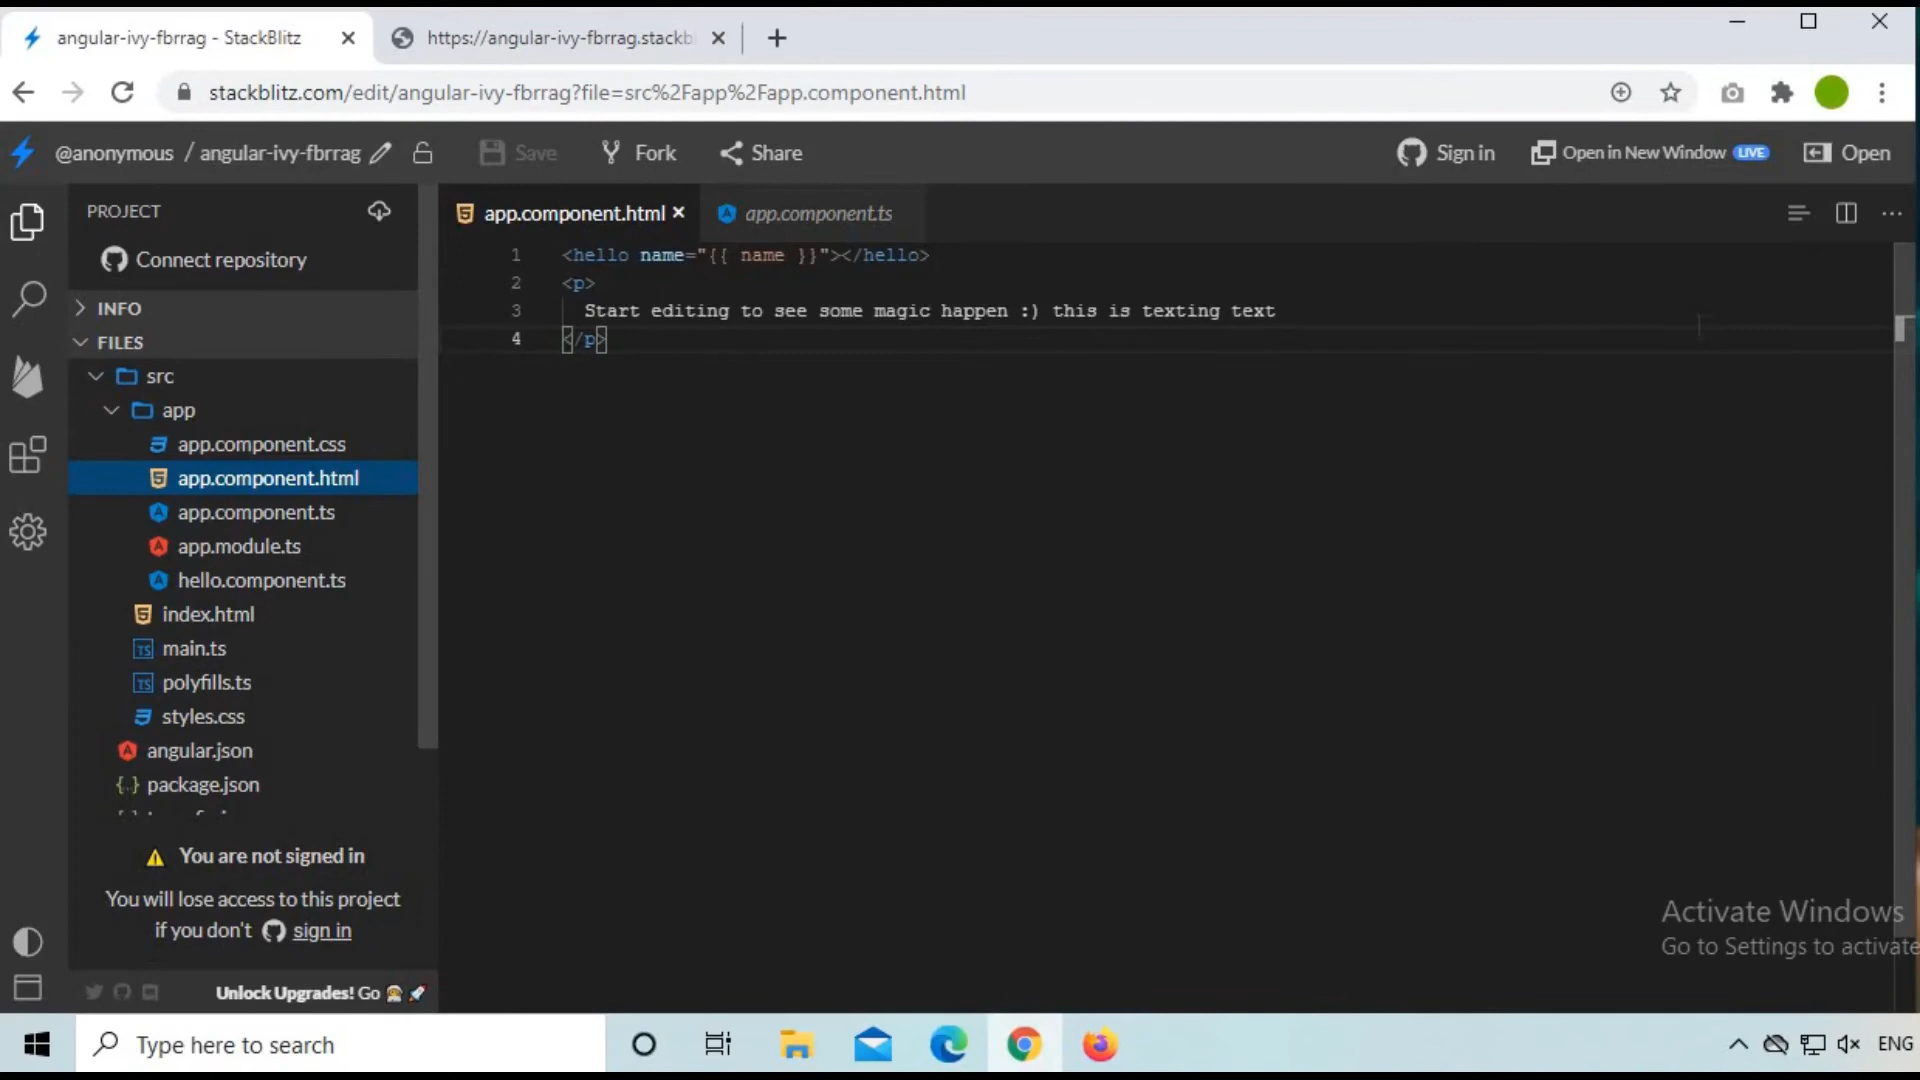 angular-ivy-fbrrag - StackBlitz
https://angular-ivy-fbrrag.stackb
stackblitz.com/edit/angular-ivy-fbrrag?file=src%2Fapp%2Fapp.component.html
@anonymous / angular-ivy-fbrrag
Save
Fork
Share
Sign in
Open in New Window LIVE
Open
PROJECT
Connect repository
INFO
FILES
src
app
app.component.css
app.component.html
app.component.ts
app.module.ts
hello.component.ts
index.html
main.ts
polyfills.ts
styles.css
angular.json
package.json
You are not signed in
You will lose access to this project
if you don't sign in
Unlock Upgrades! Go
app.component.html
app.component.ts
1 <hello name="{{ name }}"></hello>
2 <p>
3 Start editing to see some magic happen :) this is texting text
4 </p>
Activate Windows
Go to Settings to activate
Type here to search
ENG